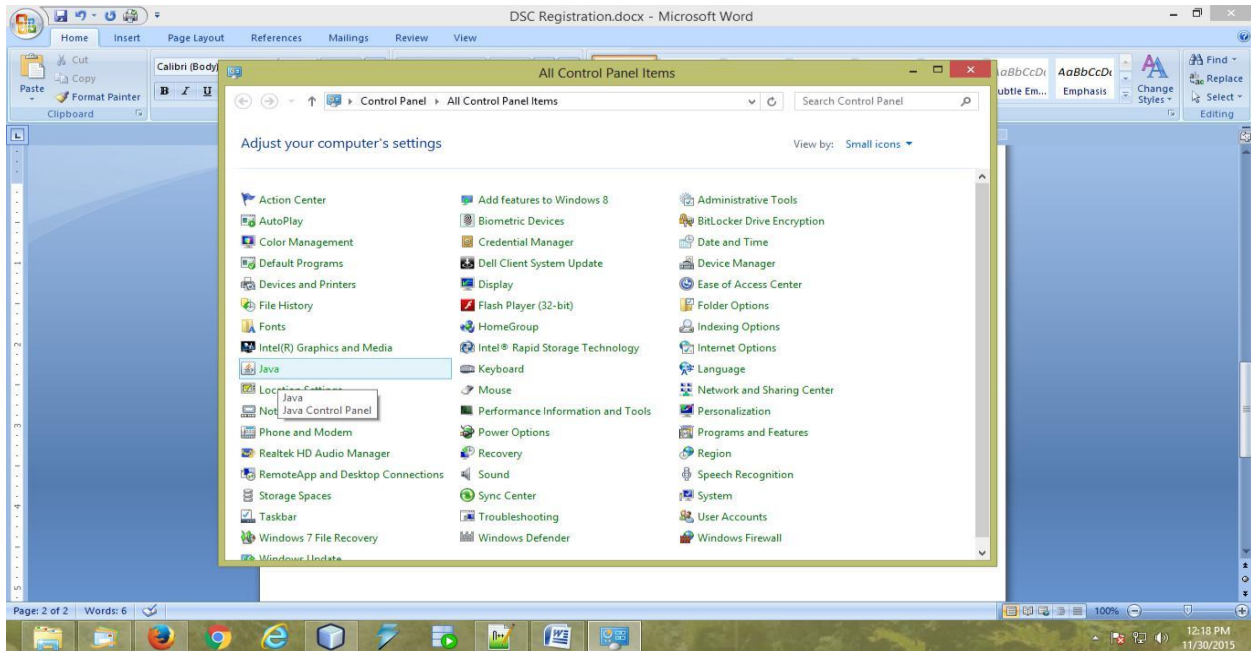 DSC Registration.docx - Microsoft Word
Home Insert Page Layout References Mailings Review View
Paste
Cut
Copy
Format Painter
Clipboard
Calibri (Body)
B I U
AaBbCcDc
Emphasis
Change Styles
Find
Replace
Select
Editing
All Control Panel Items
Control Panel All Control Panel Items
Search Control Panel
Adjust your computer's settings
View by: Small icons
Action Center Add features to Windows 8 Administrative Tools
AutoPlay Biometric Devices BitLocker Drive Encryption
Color Management Credential Manager Date and Time
Default Programs Dell Client System Update Device Manager
Devices and Printers Display Ease of Access Center
File History Flash Player (32-bit) Folder Options
Fonts HomeGroup Indexing Options
Intel(R) Graphics and Media Intel® Rapid Storage Technology Internet Options
Java Keyboard Language
Location Settings Mouse Network and Sharing Center
Java
Java Control Panel
Not Performance Information and Tools Personalization
Phone and Modem Power Options Programs and Features
Realtek HD Audio Manager Recovery Region
RemoteApp and Desktop Connections Sound Speech Recognition
Storage Spaces Sync Center System
Taskbar Troubleshooting User Accounts
Windows 7 File Recovery Windows Defender Windows Firewall
Windows Update
Page: 2 of 2 Words: 6 100%
12:18 PM
11/30/2015